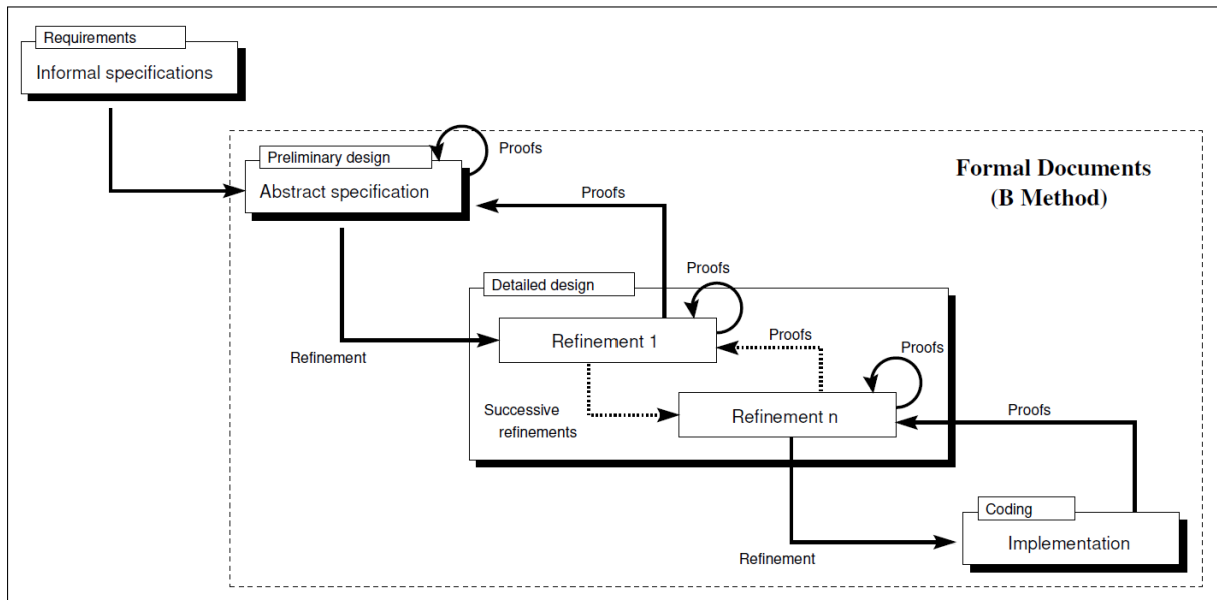 Requirements
Informal specifications
Preliminary design
Proofs
Abstract specification
Formal Documents
(B Method)
Proofs
Proofs
Detailed design
Refinement 1
Proofs
Refinement
Proofs
Successive
refinements
Refinement n
Proofs
Coding
Implementation
Refinement